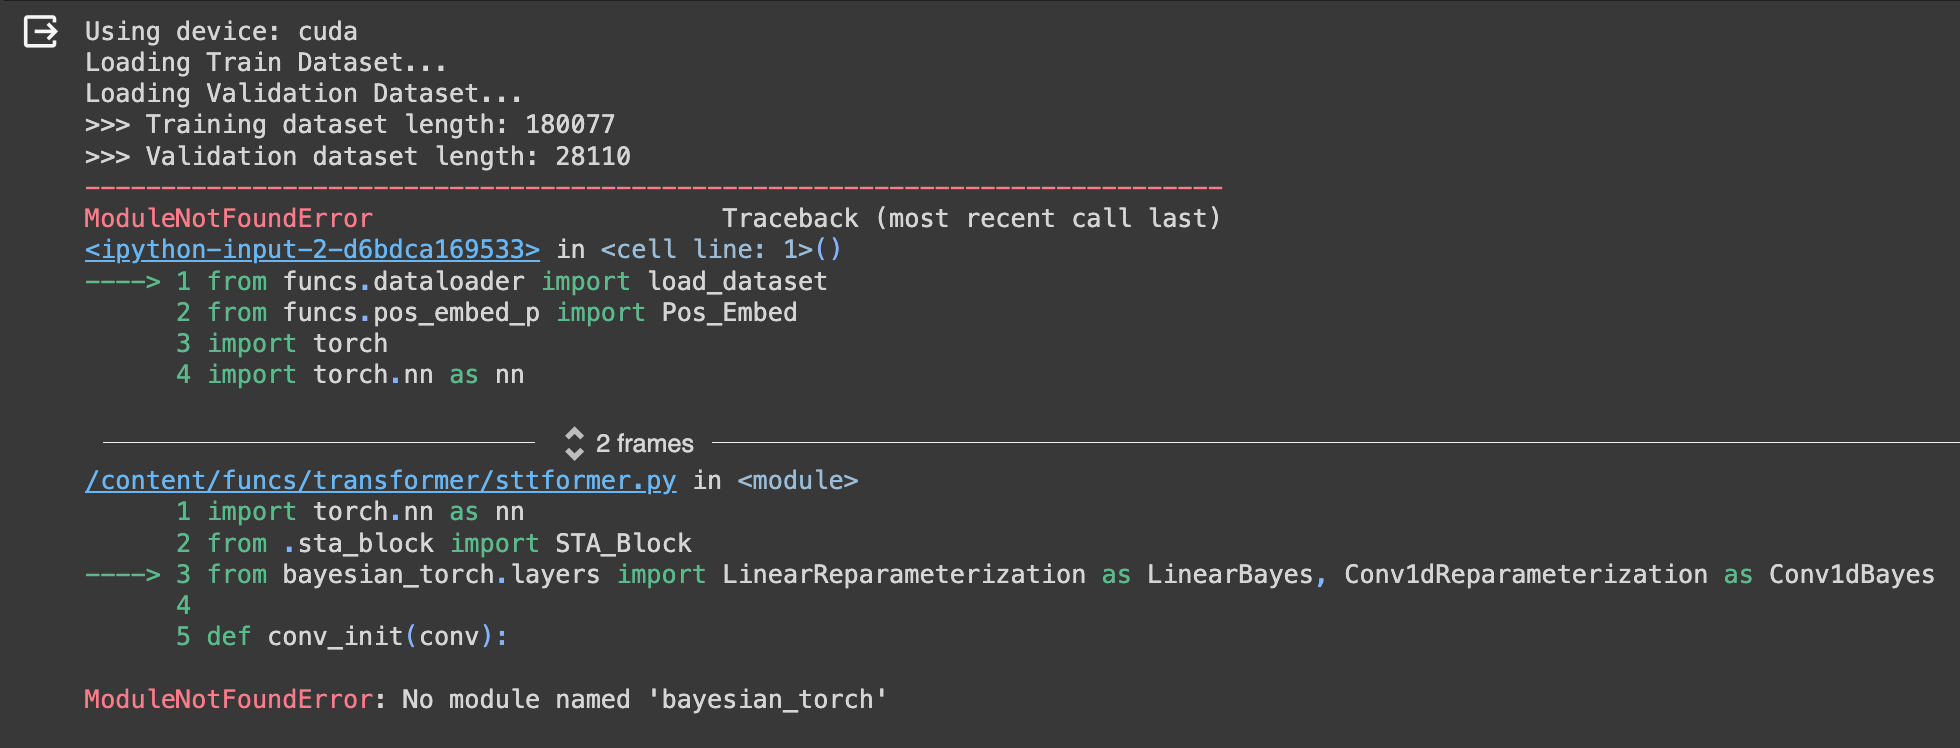 Using device: cuda
Loading Train Dataset...
Loading Validation Dataset...
>>> Training dataset length: 180077
>>> Validation dataset length: 28110
---------------------------------------------------------------------------
ModuleNotFoundError                       Traceback (most recent call last)
<ipython-input-2-d6bdca169533> in <cell line: 1>()
----> 1 from funcs.dataloader import load_dataset
      2 from funcs.pos_embed_p import Pos_Embed
      3 import torch
      4 import torch.nn as nn
2 frames
/content/funcs/transformer/sttformer.py in <module>
      1 import torch.nn as nn
      2 from .sta_block import STA_Block
----> 3 from bayesian_torch.layers import LinearReparameterization as LinearBayes, Conv1dReparameterization as Conv1dBayes
      4
      5 def conv_init(conv):
ModuleNotFoundError: No module named 'bayesian_torch'